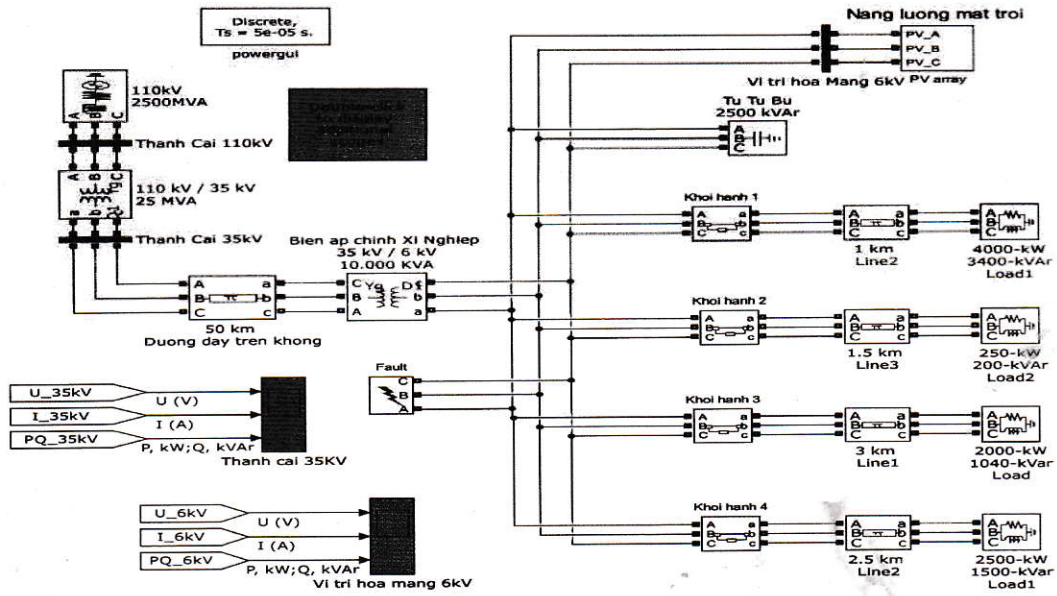 Discrete,
Ts = 5e-05 s.
powergui
Nang luong mat troi
PV_A
PV_B
PV_C
PV array
Vi tri hoa Mang 6kV
110kV
2500MVA
A B C
Thanh Cai 110kV
Double-click
to display
Tu Tu Bu
2500 kVAr
A
B
C
A B C
110 kV / 35 kV
25 MVA
a b
Thanh Cai 35kV
Bien ap chinh Xi Nghiep
35 kV / 6 kV
10.000 KVA
A a
B b
C c
50 km
Duong day tren khong
C Yg
B b
A a
Khoi hanh 1
A a
B b
C c
A a
B b
C c
1 km
Line2
A
B
C
4000-kW
3400-kVAr
Load1
Khoi hanh 2
A a
B b
C c
A a
B b
C c
1.5 km
Line3
A
B
C
250-kW
200-kVAr
Load2
Fault
C
B
A
Khoi hanh 3
A a
B b
C c
A a
B b
C c
3 km
Line1
A
B
C
2000-kW
1040-kVar
Load
U_35kV
U (V)
I_35kV
I (A)
PQ_35kV
P, kW;Q, kVAr
Thanh cai 35KV
Khoi hanh 4
A a
B b
C c
A a
B b
C c
2.5 km
Line2
A
B
C
2500-kW
1500-kVar
Load1
U_6kV
U (V)
I_6kV
I (A)
PQ_6kV
P, kW;Q, kVAr
Vi tri hoa mang 6kV